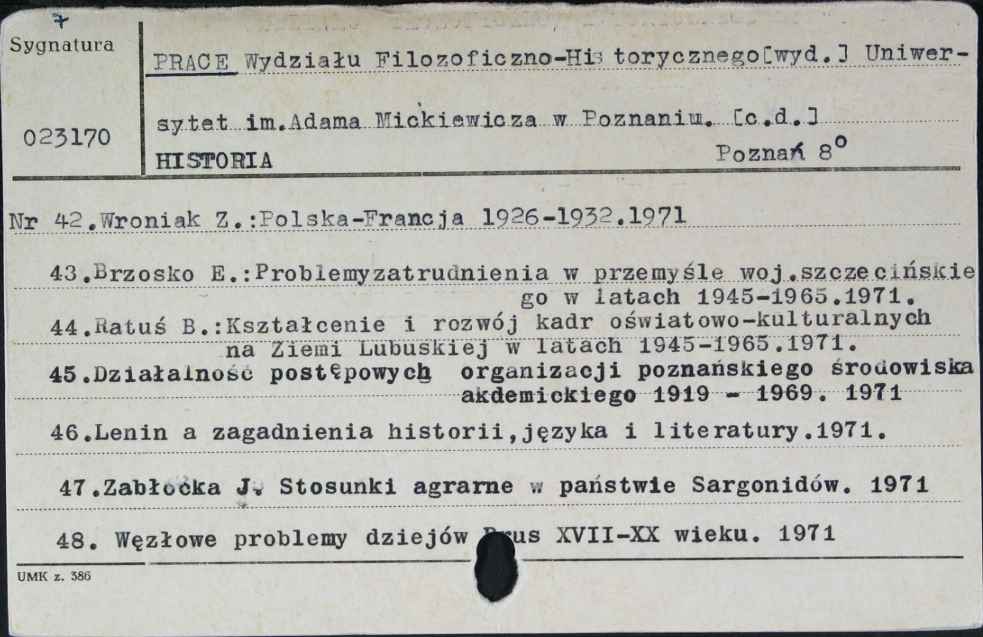 7
Sygnatura
PRACE Wydziału Filozoficzno-His torycznego[wyd.] Uniwer-
sytet im.Adama Mickiewicza w Poznaniu. [c.d.]
023170
HISTORIA Poznań 8⁰
Nr 42.Wroniak Z.:Polska-Francja 1926-1932.1971
43.Brzosko E.:Problemyzatrudnienia w przemyśle woj.szczecińskie
go w latach 1945-1965.1971.
44.Ratuś B.:Kształcenie i rozwój kadr oświatowo-kulturalnych
na Ziemi Lubuskiej w latach 1945-1965.1971.
45.Działalność postępowych organizacji poznańskiego środowiska
akdemickiego 1919 - 1969. 1971
46.Lenin a zagadnienia historii,języka i literatury.1971.
47.Zabłocka J. Stosunki agrarne w państwie Sargonidów. 1971
48. Węzłowe problemy dziejów Prus XVII-XX wieku. 1971
UMK z. 386